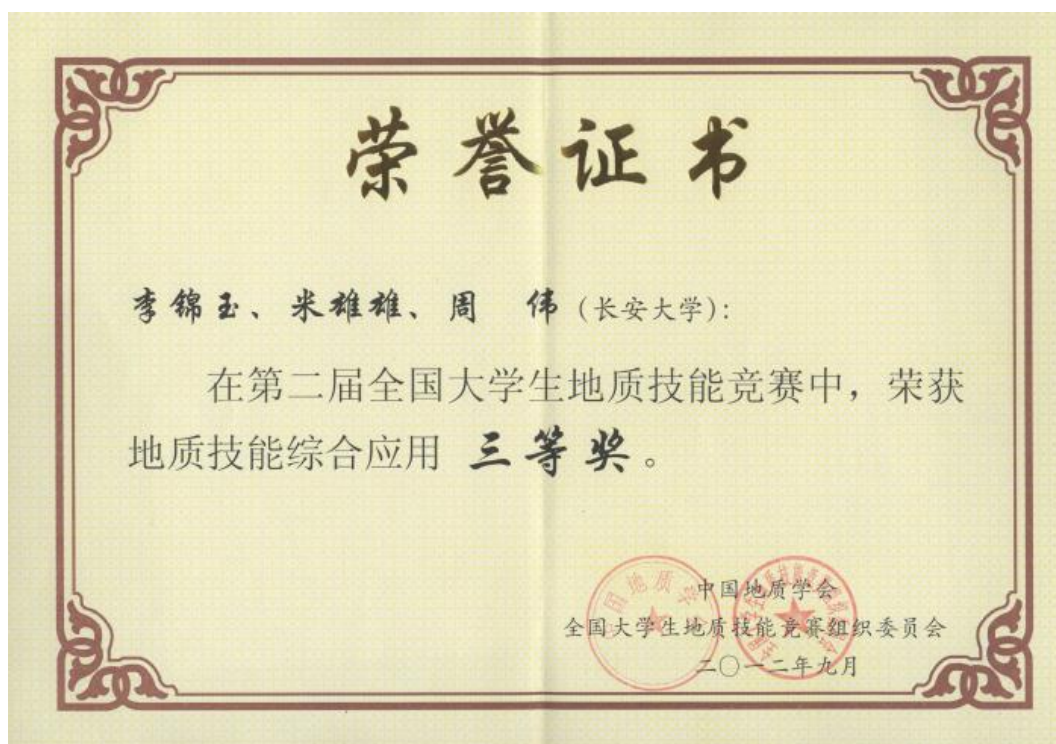 荣誉证书
李锦玉、米雄雄、周 伟(长安大学):
在第二届全国大学生地质技能竞赛中，荣获
地质技能综合应用 三等奖。
中国地质学会
全国大学生地质技能竞赛组织委员会
二〇一二年九月